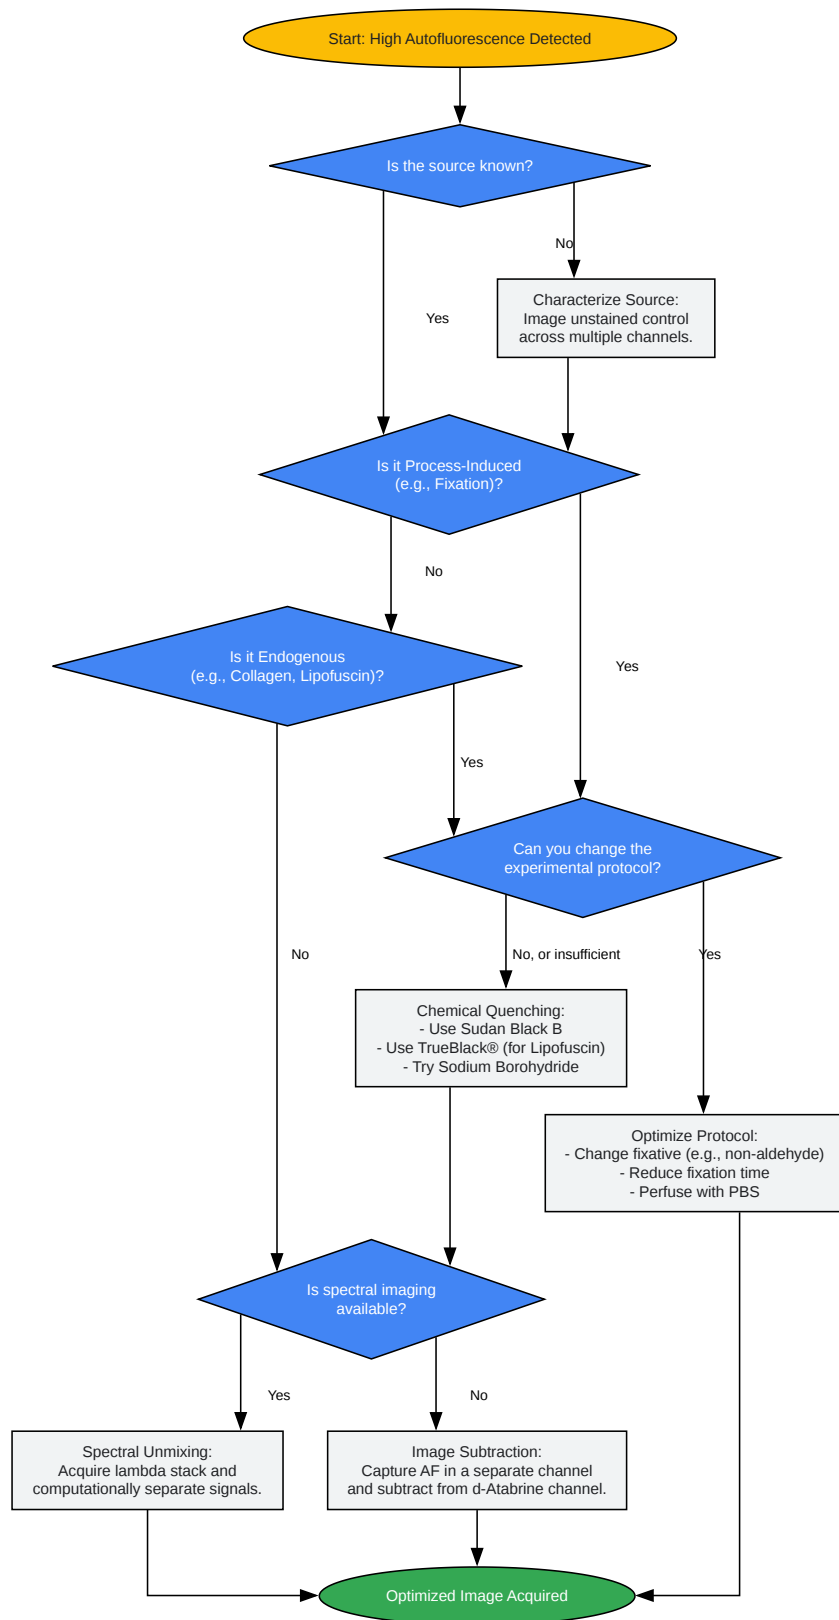 Start: High Autofluorescence Detected
Is the source known?
No
Characterize Source:
Image unstained control
across multiple channels.
Yes
Is it Process-Induced
(e.g., Fixation)?
No
Is it Endogenous
(e.g., Collagen, Lipofuscin)?
Yes
Yes
Can you change the
experimental protocol?
No
No, or insufficient
Yes
Chemical Quenching:
- Use Sudan Black B
- Use TrueBlack® (for Lipofuscin)
- Try Sodium Borohydride
Optimize Protocol:
- Change fixative (e.g., non-aldehyde)
- Reduce fixation time
- Perfuse with PBS
Is spectral imaging
available?
Yes
No
Spectral Unmixing:
Acquire lambda stack and
computationally separate signals.
Image Subtraction:
Capture AF in a separate channel
and subtract from d-Atabrine channel.
Optimized Image Acquired